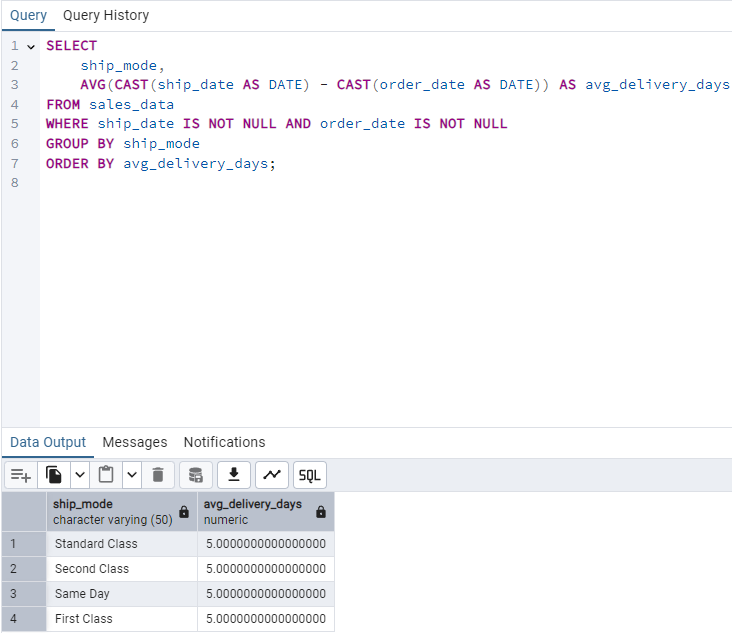 Query Query History
1 SELECT
2 ship_mode,
3 AVG(CAST(ship_date AS DATE) - CAST(order_date AS DATE)) AS avg_delivery_days
4 FROM sales_data
5 WHERE ship_date IS NOT NULL AND order_date IS NOT NULL
6 GROUP BY ship_mode
7 ORDER BY avg_delivery_days;
8
Data Output Messages Notifications
SQL
ship_mode avg_delivery_days
character varying (50) numeric
1 Standard Class 5.0000000000000000
2 Second Class 5.0000000000000000
3 Same Day 5.0000000000000000
4 First Class 5.0000000000000000